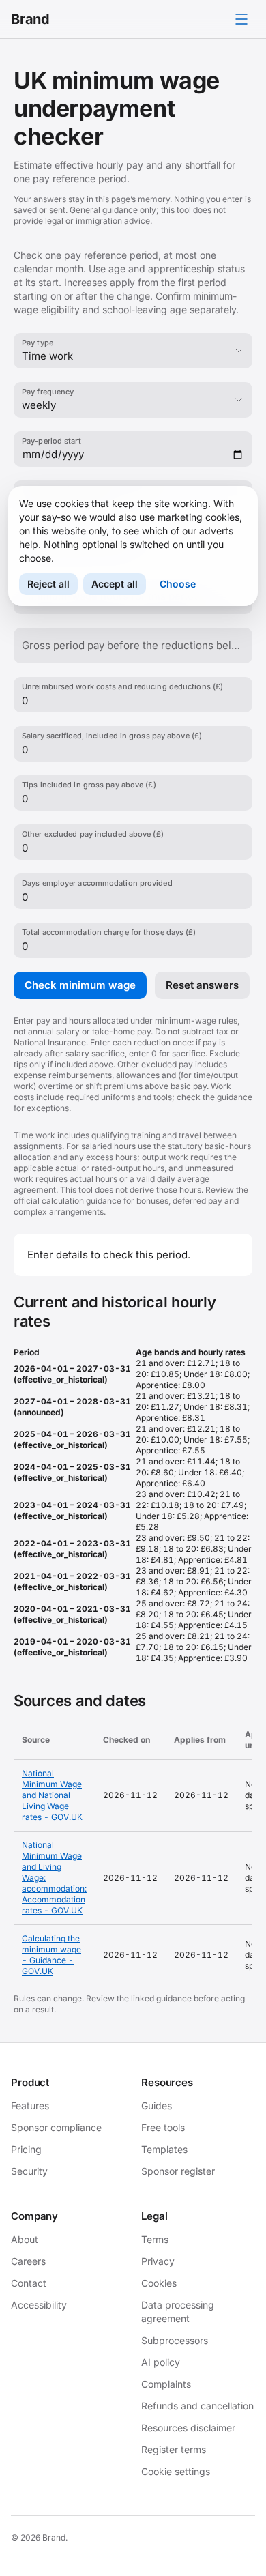 Brand
UK minimum wage
underpayment
checker
Estimate effective hourly pay and any shortfall for
one pay reference period.
Your answers stay in this page's memory. Nothing you enter is
saved or sent. General guidance only; this tool does not
provide legal or immigration advice.
Choose one pay reference period, at most one
calendar month. Use age and apprenticeship status
at its start. Increases apply from the first period
starting on or after the change. Confirm minimum-
wage eligibility and school-leaving age separately.
Pay type
Time work
Pay frequency
weekly
Pay-period start
mm/dd/yyyy
We use cookies that keep the site working. With
your say-so we would also use marketing cookies,
on this website only, to see which of our adverts
help. Nothing optional is switched on until you
choose.
Reject all
Accept all
Choose
Gross period pay before the reductions bel...
Unreimbursed work costs and reducing deductions (£)
0
Salary sacrificed, included in gross pay above (£)
0
Tips included in gross pay above (£)
0
Other excluded pay included above (£)
0
Days employer accommodation provided
0
Total accommodation charge for those days (£)
0
Check minimum wage
Reset answers
Enter pay and hours allocated under minimum-wage rules,
not annual salary or take-home pay. Do not subtract tax or
National Insurance. Enter each reduction once: if pay is
already after salary sacrifice, enter 0 for sacrifice. Exclude
tips only if included above. Other excluded pay includes
expense reimbursements, allowances and (for time/output
work) overtime or shift premiums above basic pay. Work
costs include required uniforms and tools; check the guidance
for exceptions.
Time work includes qualifying training and travel between
assignments. For salaried hours use the statutory basic-hours
allocation and any excess hours; output work requires the
applicable actual or rated-output hours, and unmeasured
work requires actual hours or a valid daily average
agreement. This tool does not derive those hours. Review the
official calculation guidance for bonuses, deferred pay and
complex arrangements.
Enter details to check this period.
Current and historical hourly
rates
Period
Age bands and hourly rates
2026-04-01 – 2027-03-31
(effective_or_historical)
21 and over: £12.71; 18 to
20: £10.85; Under 18: £8.00;
Apprentice: £8.00
2027-04-01 – 2028-03-31
(announced)
21 and over: £13.21; 18 to
20: £11.27; Under 18: £8.31;
Apprentice: £8.31
2025-04-01 – 2026-03-31
(effective_or_historical)
21 and over: £12.21; 18 to
20: £10.00; Under 18: £7.55;
Apprentice: £7.55
2024-04-01 – 2025-03-31
(effective_or_historical)
21 and over: £11.44; 18 to
20: £8.60; Under 18: £6.40;
Apprentice: £6.40
2023-04-01 – 2024-03-31
(effective_or_historical)
23 and over: £10.42; 21 to
22: £10.18; 18 to 20: £7.49;
Under 18: £5.28; Apprentice:
£5.28
2022-04-01 – 2023-03-31
(effective_or_historical)
23 and over: £9.50; 21 to 22:
£9.18; 18 to 20: £6.83; Under
18: £4.81; Apprentice: £4.81
2021-04-01 – 2022-03-31
(effective_or_historical)
23 and over: £8.91; 21 to 22:
£8.36; 18 to 20: £6.56; Under
18: £4.62; Apprentice: £4.30
2020-04-01 – 2021-03-31
(effective_or_historical)
25 and over: £8.72; 21 to 24:
£8.20; 18 to 20: £6.45; Under
18: £4.55; Apprentice: £4.15
2019-04-01 – 2020-03-31
(effective_or_historical)
25 and over: £8.21; 21 to 24:
£7.70; 18 to 20: £6.15; Under
18: £4.35; Apprentice: £3.90
Sources and dates
Source
Checked on
Applies from
National
Minimum Wage
and National
Living Wage
rates - GOV.UK
2026-11-12
2026-11-12
National
Minimum Wage
and Living
Wage:
accommodation:
Accommodation
rates - GOV.UK
2026-11-12
2026-11-12
Calculating the
minimum wage
- Guidance -
GOV.UK
2026-11-12
2026-11-12
Rules can change. Review the linked guidance before acting
on a result.
Product
Features
Sponsor compliance
Pricing
Security
Resources
Guides
Free tools
Templates
Sponsor register
Company
About
Careers
Contact
Accessibility
Legal
Terms
Privacy
Cookies
Data processing
agreement
Subprocessors
AI policy
Complaints
Refunds and cancellation
Resources disclaimer
Register terms
Cookie settings
© 2026 Brand.